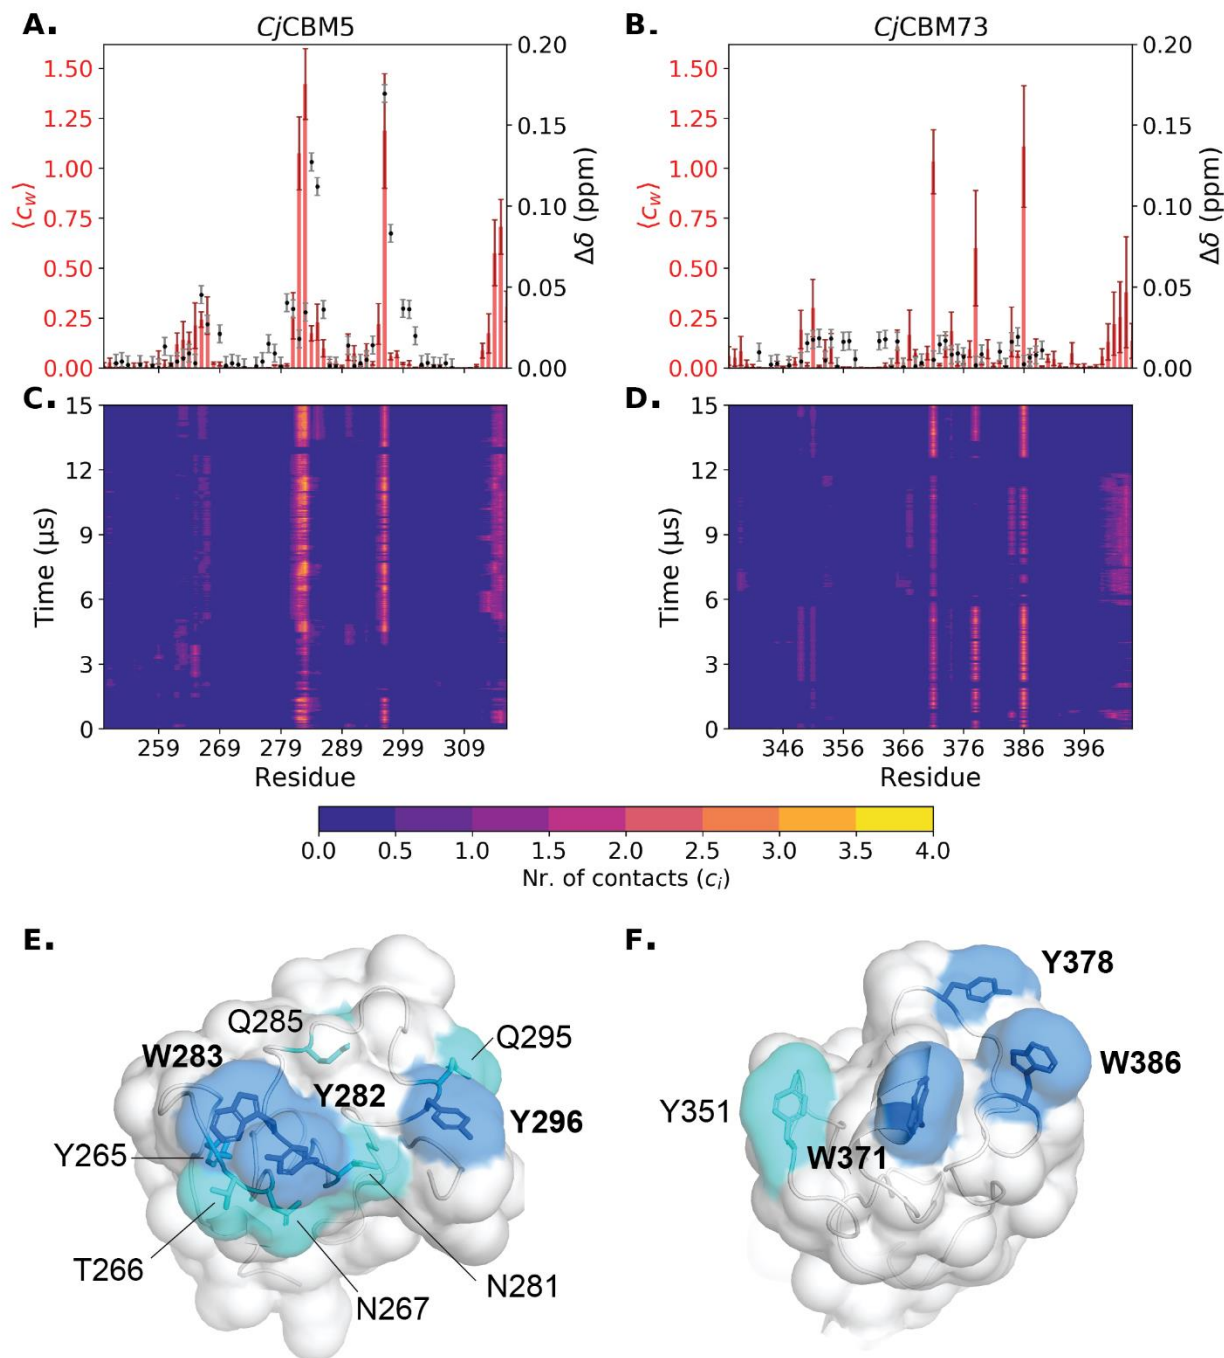 A.
CjCBM5
B.
CjCBM73
⟨c_w⟩
1.50
1.25
1.00
0.75
0.50
0.25
0.00
0.20
0.15
0.10
0.05
0.00
Δδ (ppm)
⟨c_w⟩
1.50
1.25
1.00
0.75
0.50
0.25
0.00
0.20
0.15
0.10
0.05
0.00
Δδ (ppm)
C.
Time (μs)
15
12
9
6
3
0
259 269 279 289 299 309
Residue
D.
Time (μs)
15
12
9
6
3
0
346 356 366 376 386 396
Residue
0.0 0.5 1.0 1.5 2.0 2.5 3.0 3.5 4.0
Nr. of contacts (c_i)
E.
Q285
Q295
W283
Y282
Y296
Y265
T266
N267
N281
F.
Y378
W386
Y351
W371